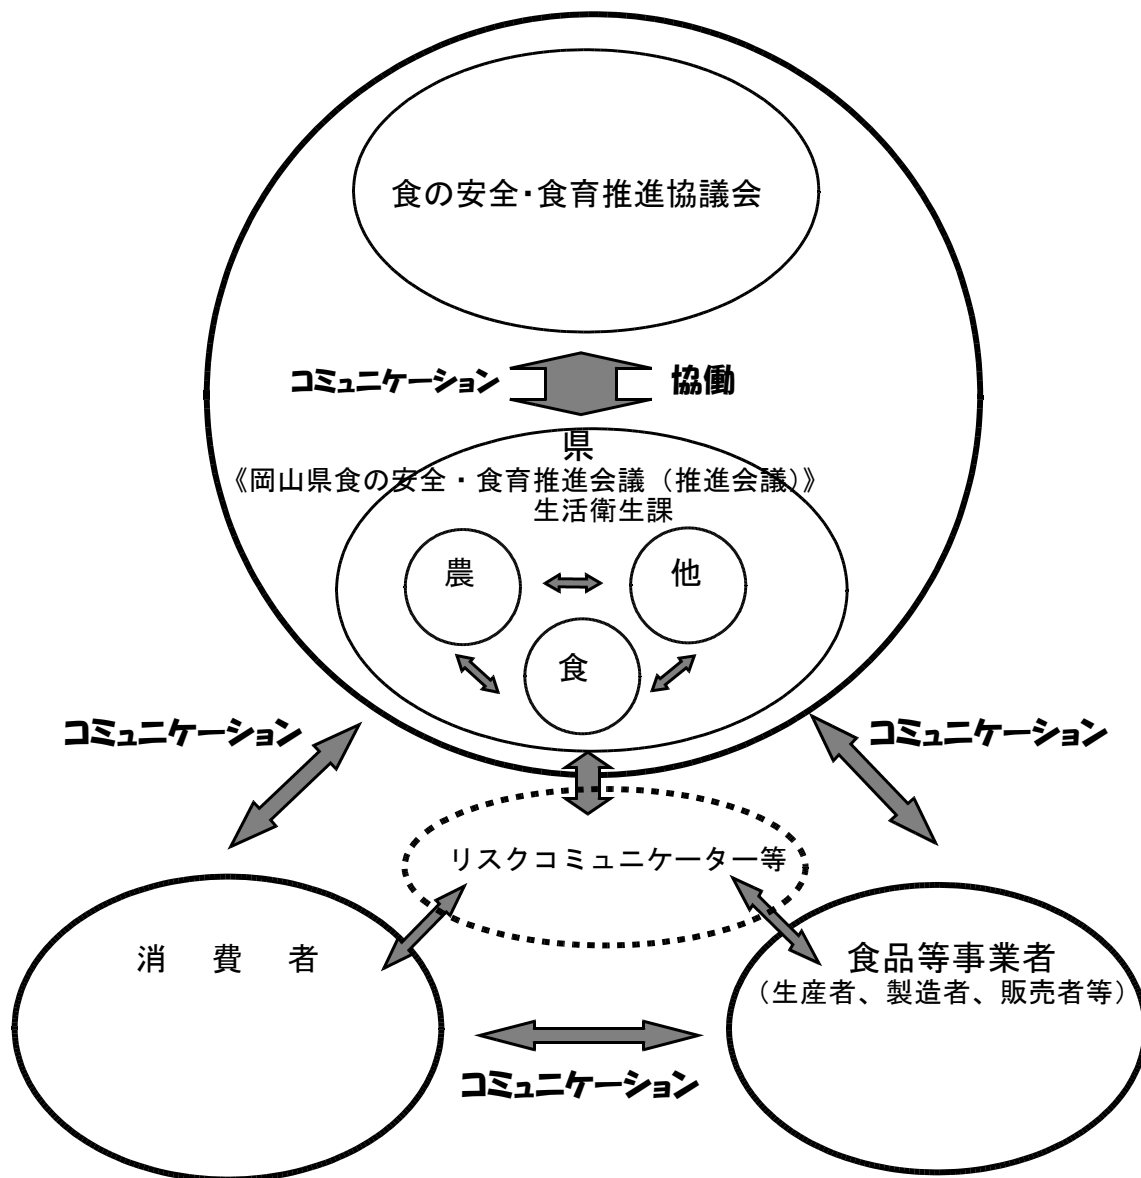 食の安全・食育推進協議会
コミュニケーション 協働
県
《岡山県食の安全・食育推進会議（推進会議）》
生活衛生課
農 他
食
コミュニケーション コミュニケーション
リスクコミュニケーター等
消　費　者 食品等事業者
（生産者、製造者、販売者等）
コミュニケーション